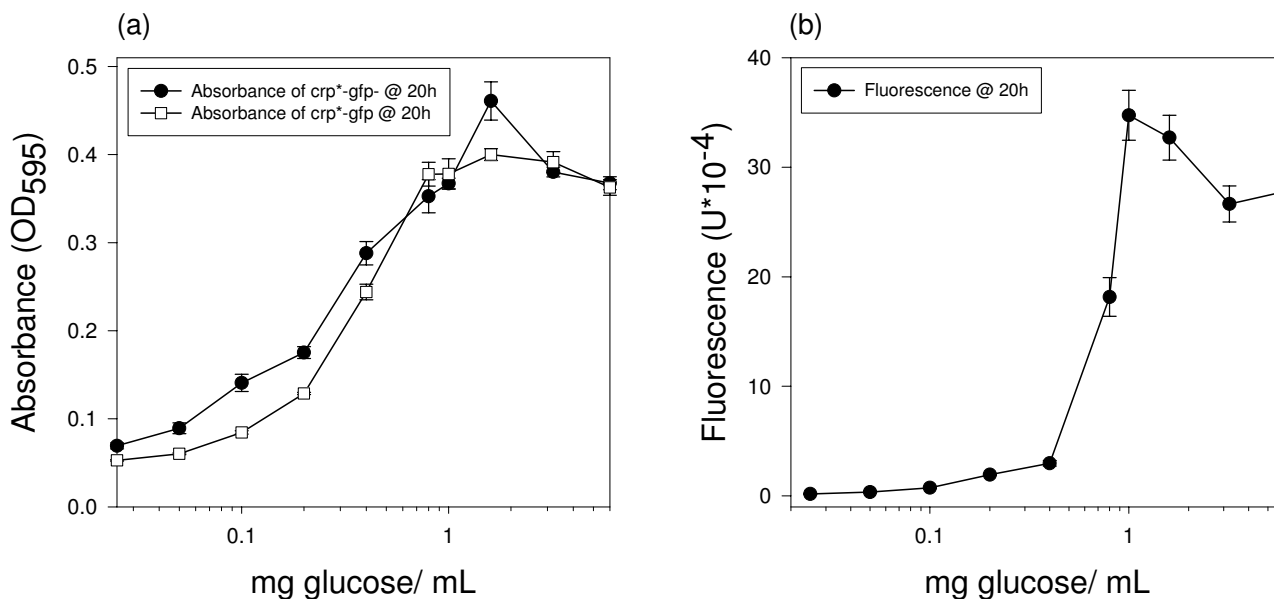 (a)
Absorbance of crp*-gfp- @ 20h
Absorbance of crp*-gfp @ 20h
Absorbance (OD595)
0.5
0.4
0.3
0.2
0.1
0.0
0.1
1
mg glucose/ mL
(b)
Fluorescence @ 20h
Fluorescence (U*10-4)
40
30
20
10
0
0.1
1
mg glucose/ mL